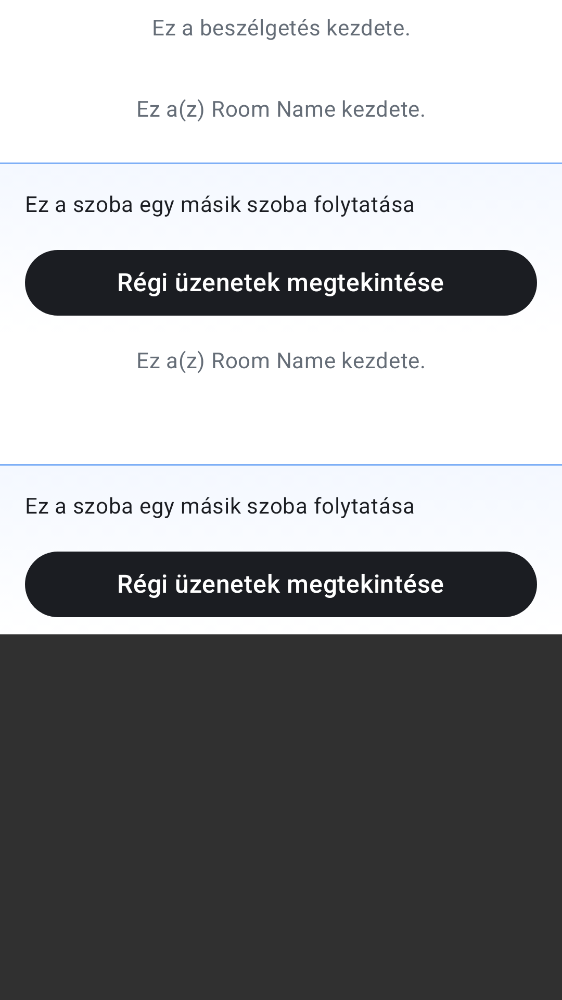 Ez a beszélgetés kezdete.
Ez a(z) Room Name kezdete.
Ez a szoba egy másik szoba folytatása
Régi üzenetek megtekintése
Ez a(z) Room Name kezdete.
Ez a szoba egy másik szoba folytatása
Régi üzenetek megtekintése